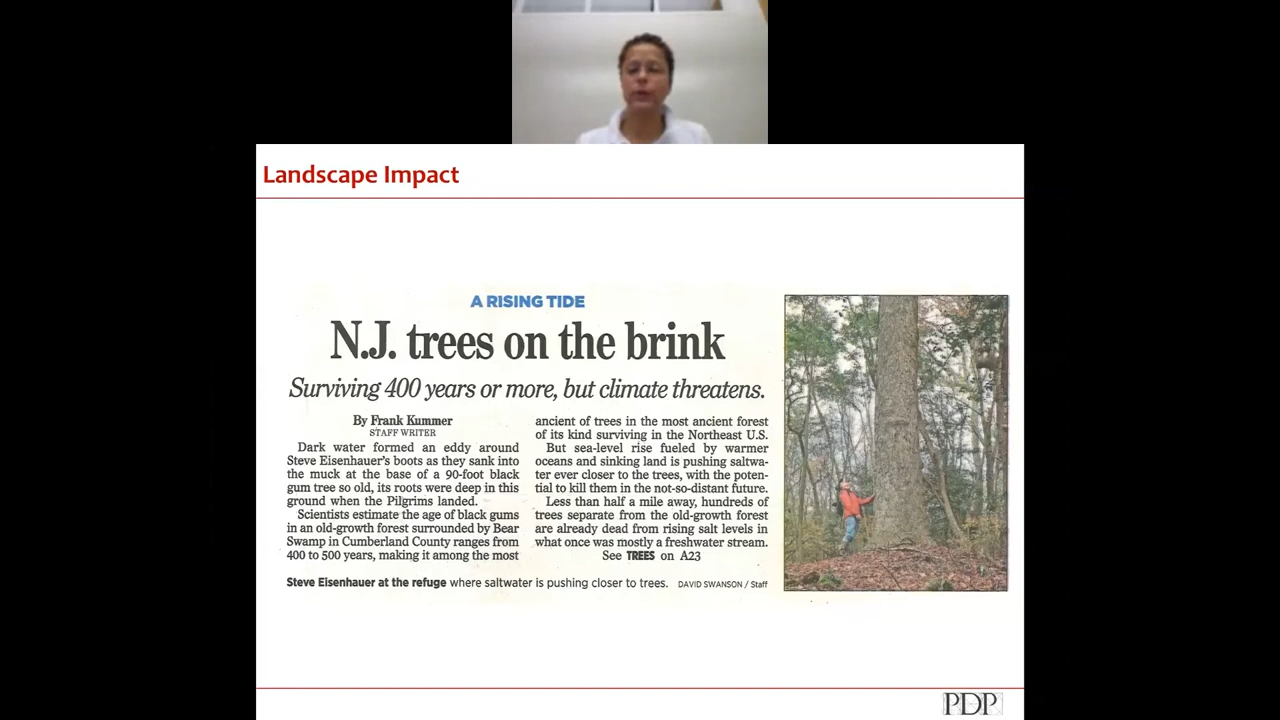 Landscape Impact
A RISING TIDE
N.J. trees on the brink
Surviving 400 years or more, but climate threatens.
By Frank Kummer
STAFF WRITER
Dark water formed an eddy around
Steve Eisenhauer's boots as they sank into
the muck at the base of a 90-foot black
gum tree so old, its roots were deep in this
ground when the Pilgrims landed.
Scientists estimate the age of black gums
in an old-growth forest surrounded by Bear
Swamp in Cumberland County ranges from
400 to 500 years, making it among the most
ancient of trees in the most ancient forest
of its kind surviving in the Northeast U.S.
But sea-level rise fueled by warmer
oceans and sinking land is pushing saltwa-
ter ever closer to the trees, with the poten-
tial to kill them in the not-so-distant future.
Less than half a mile away, hundreds of
trees separate from the old-growth forest
are already dead from rising salt levels in
what once was mostly a freshwater stream.
See TREES on A23
Steve Eisenhauer at the refuge where saltwater is pushing closer to trees. DAVID SWANSON / Staff
PDP